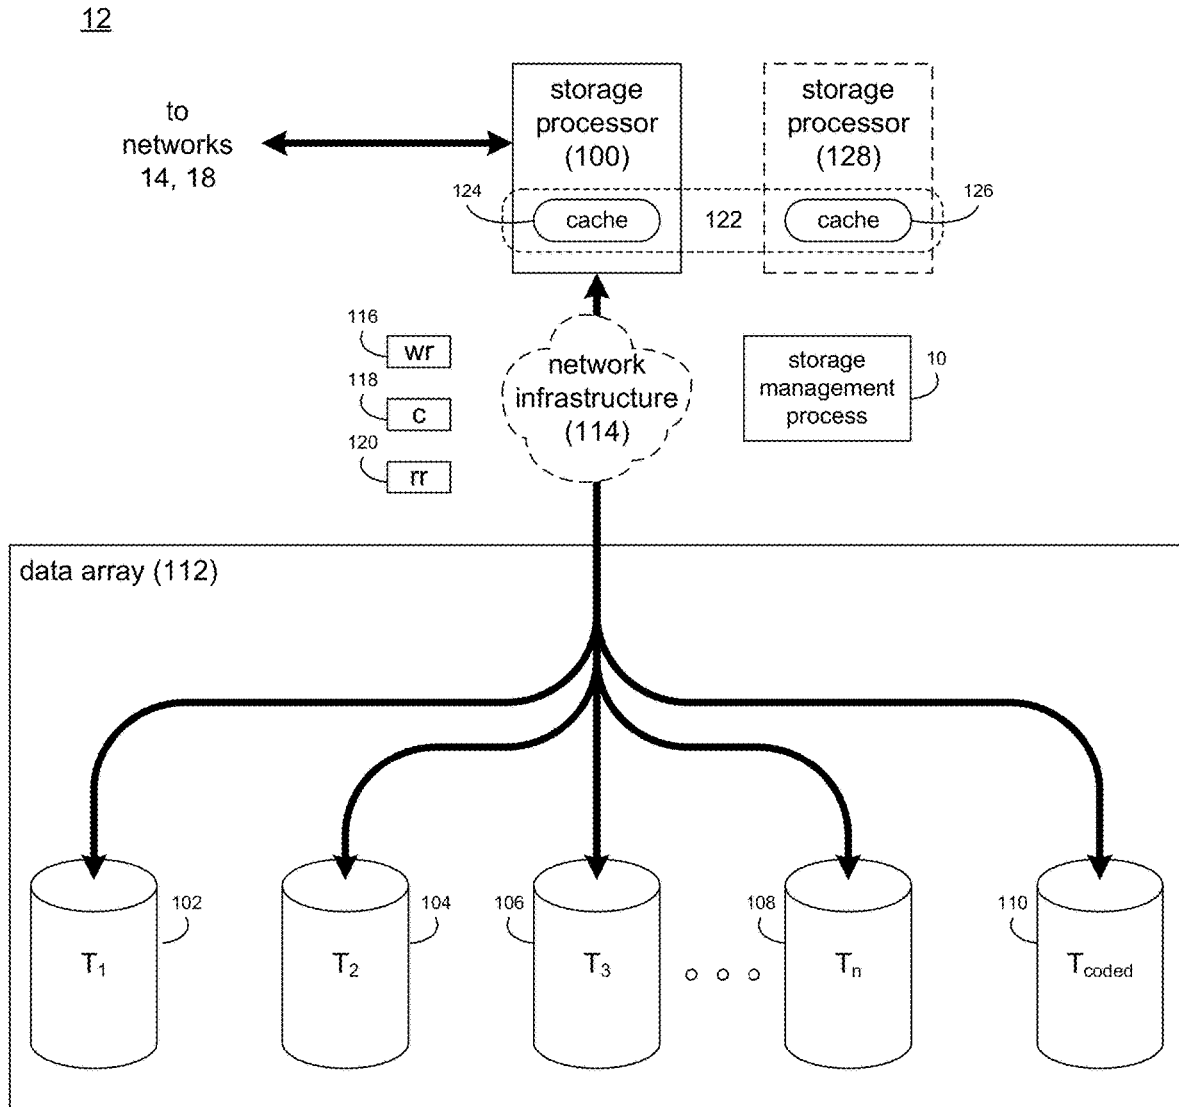 12
to
networks
14, 18
storage
processor
(100)
storage
processor
(128)
124
cache
122
cache
126
116
wr
118
c
120
rr
network
infrastructure
(114)
storage
management
process
10
data array (112)
102
104
106
108
110
T1
T2
T3
Tn
Tcoded